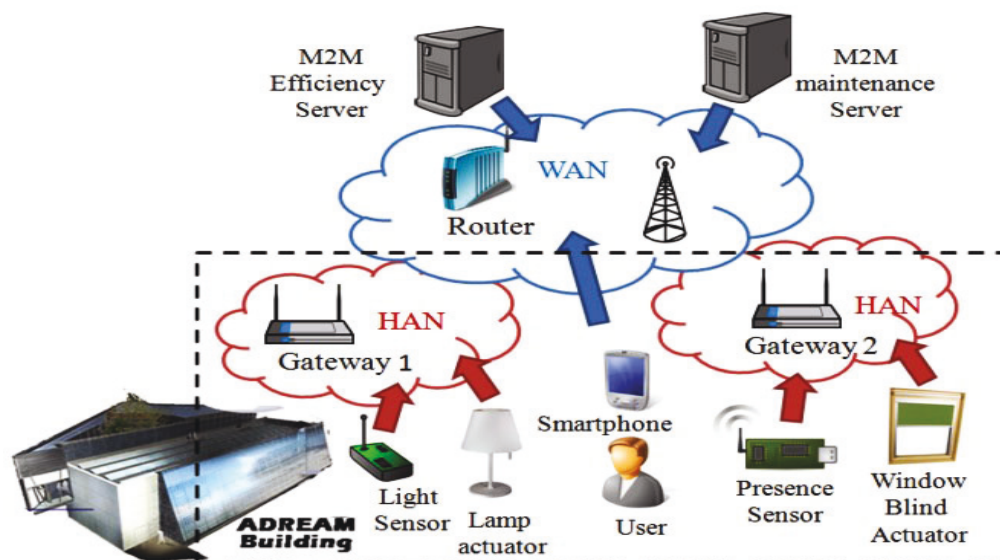 M2M
Efficiency
Server
M2M
maintenance
Server
WAN
Router
HAN
Gateway 1
HAN
Gateway 2
Smartphone
Light
Sensor
Lamp
actuator
User
Presence
Sensor
Window
Blind
Actuator
ADREAM
Building